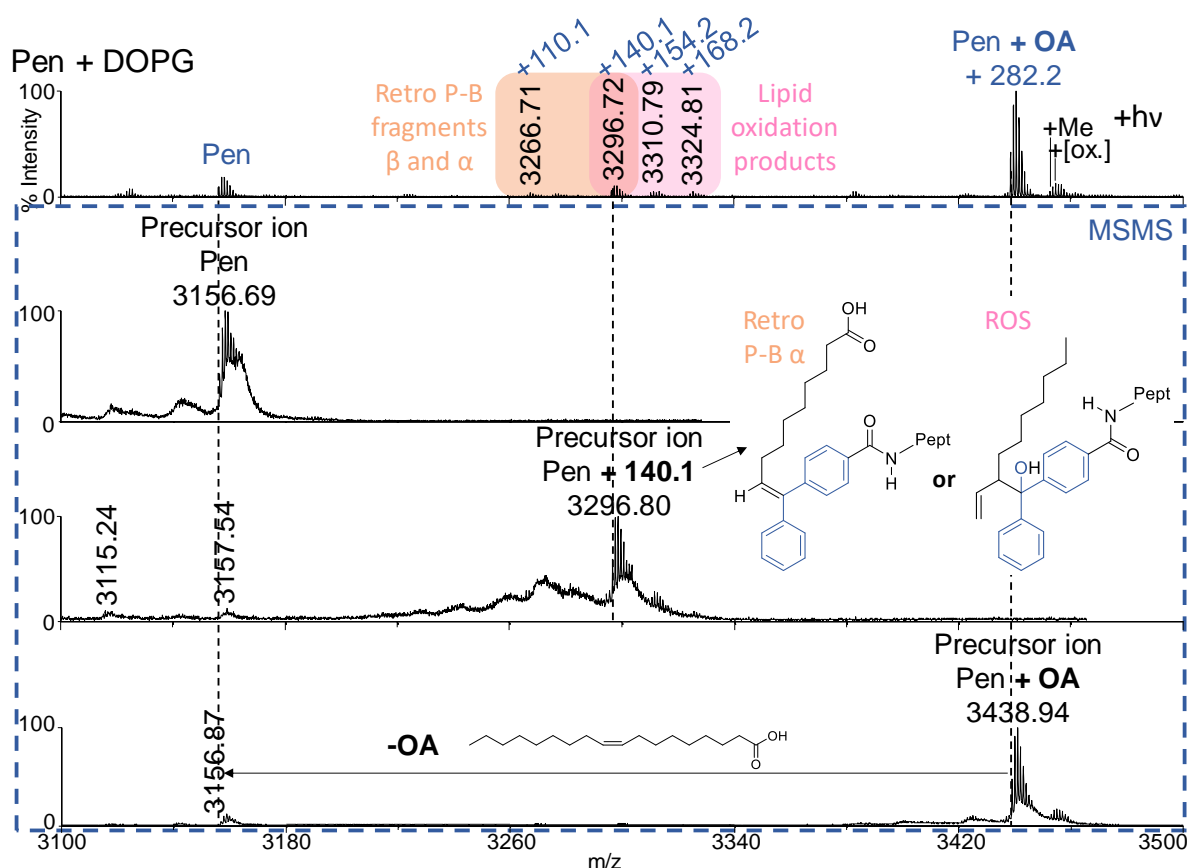 Pen + DOPG
Retro P-B
fragments
β and α
+110.1
+140.1
+154.2
+168.2
3266.71
3296.72
3310.79
3324.81
Lipid
oxidation
products
Pen + OA
+ 282.2
+Me
+[ox.]
+hν
Pen
% Intensity
100
0
MSMS
Precursor ion
Pen
3156.69
100
0
Retro
P-B α
OH
O
O
N
H
Pept
H
or
ROS
OH
H
N
Pept
O
Precursor ion
Pen + 140.1
3296.80
3115.24
3157.54
100
0
Precursor ion
Pen + OA
3438.94
3156.87
-OA
OH
O
100
0
3100
3180
3260
3340
3420
3500
m/z